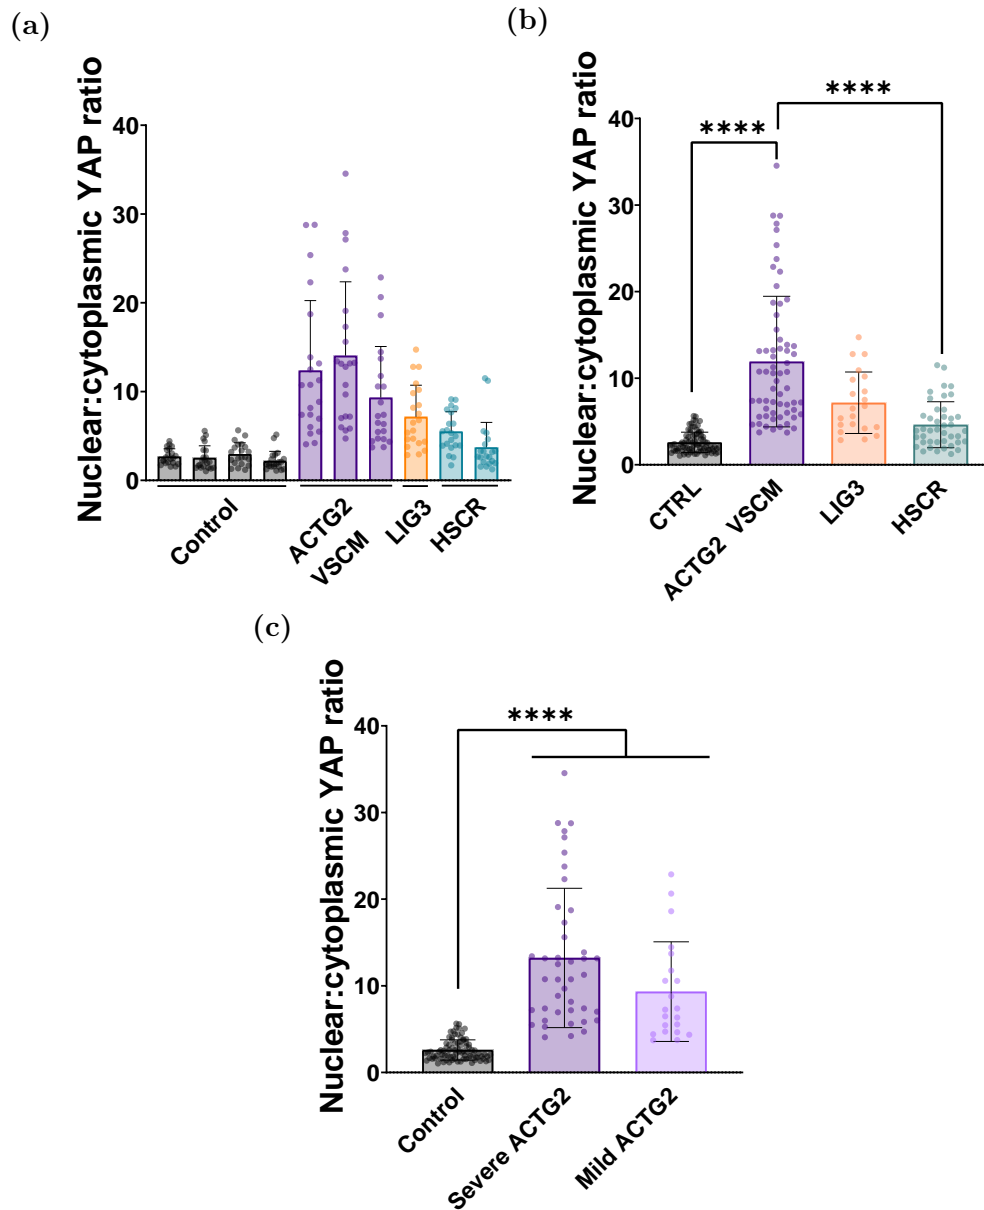 (a)
Nuclear:cytoplasmic YAP ratio
40
30
20
10
0
Control
ACTG2
VSCM
LIG3
HSCR
(b)
Nuclear:cytoplasmic YAP ratio
40
30
20
10
0
****
****
CTRL
ACTG2 VSCM
LIG3
HSCR
(c)
Nuclear:cytoplasmic YAP ratio
40
30
20
10
0
****
Control
Severe ACTG2
Mild ACTG2